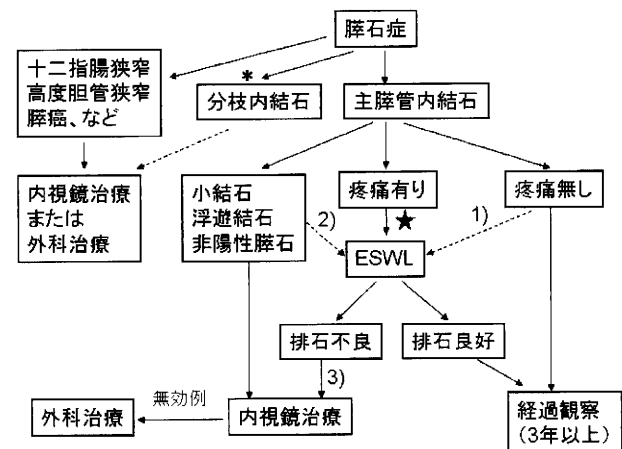 膵石症
十二指腸狭窄
高度胆管狭窄
膵癌、など
*
分枝内結石
主膵管内結石
内視鏡治療
または
外科治療
小結石
浮遊結石
非陽性膵石
疼痛有り
疼痛無し
2)
★
1)
ESWL
排石不良
排石良好
3)
外科治療
無効例
内視鏡治療
経過観察
(3年以上)